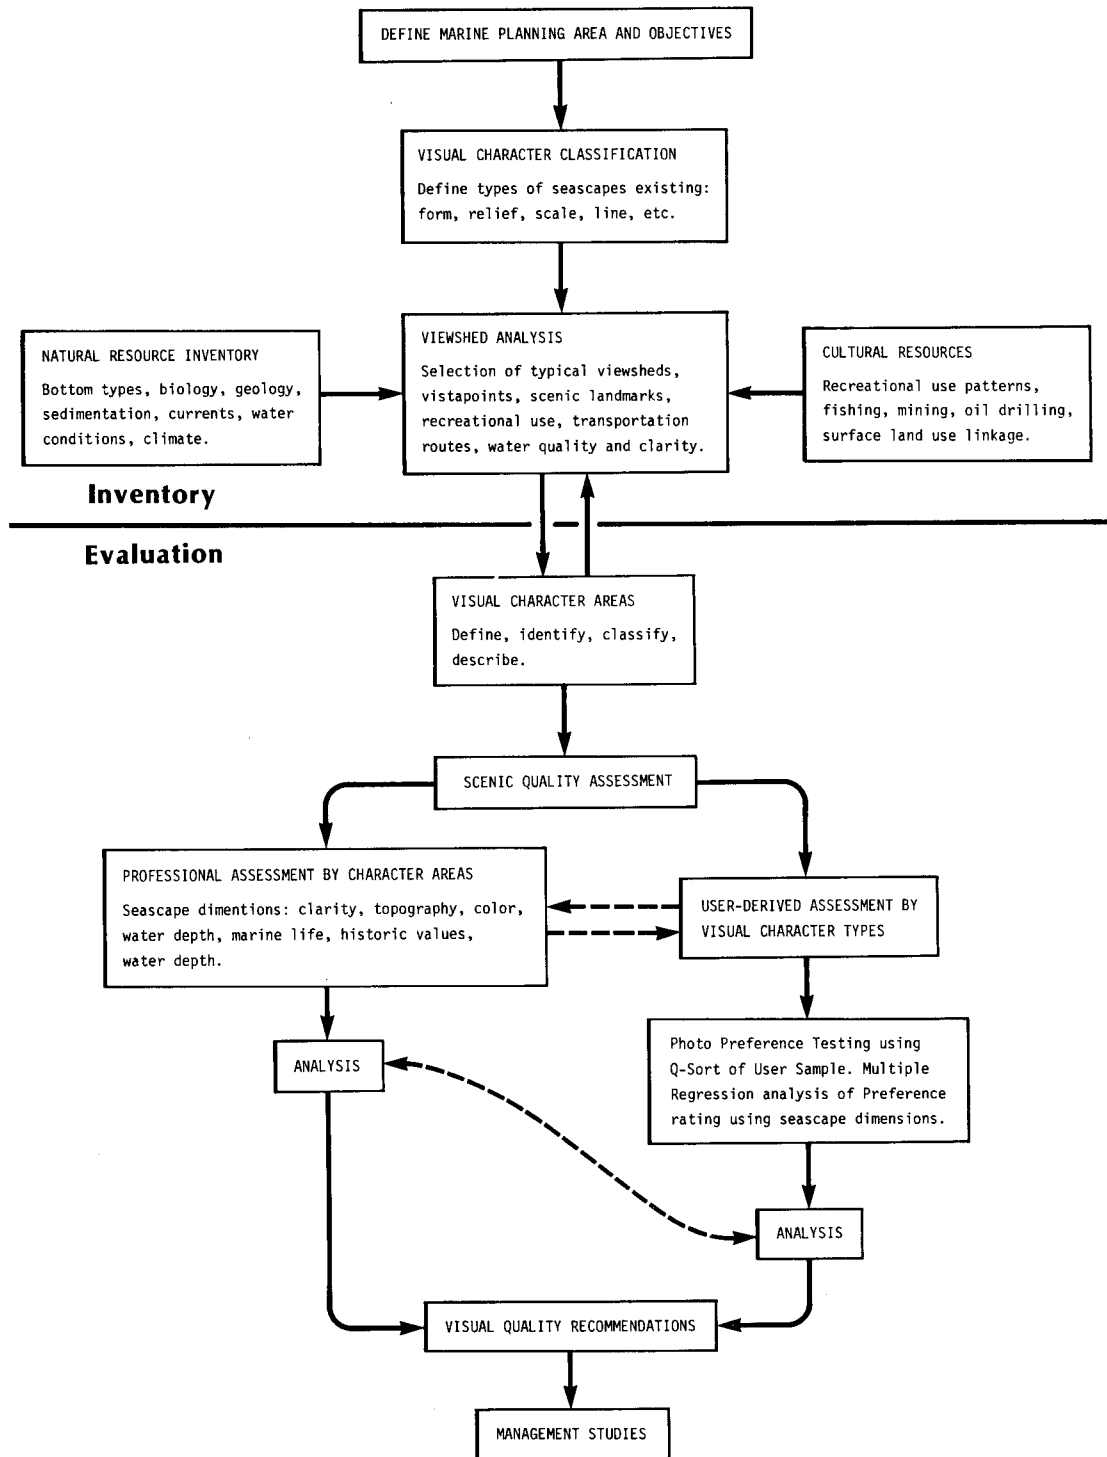 DEFINE MARINE PLANNING AREA AND OBJECTIVES
VISUAL CHARACTER CLASSIFICATION
Define types of seascapes existing:
form, relief, scale, line, etc.
NATURAL RESOURCE INVENTORY
Bottom types, biology, geology,
sedimentation, currents, water
conditions, climate.
VIEWSHED ANALYSIS
Selection of typical viewsheds,
vistapoints, scenic landmarks,
recreational use, transportation
routes, water quality and clarity.
CULTURAL RESOURCES
Recreational use patterns,
fishing, mining, oil drilling,
surface land use linkage.
Inventory
Evaluation
VISUAL CHARACTER AREAS
Define, identify, classify,
describe.
SCENIC QUALITY ASSESSMENT
PROFESSIONAL ASSESSMENT BY CHARACTER AREAS
Seascape dimentions: clarity, topography, color,
water depth, marine life, historic values,
water depth.
USER-DERIVED ASSESSMENT BY
VISUAL CHARACTER TYPES
ANALYSIS
Photo Preference Testing using
Q-Sort of User Sample. Multiple
Regression analysis of Preference
rating using seascape dimensions.
ANALYSIS
VISUAL QUALITY RECOMMENDATIONS
MANAGEMENT STUDIES